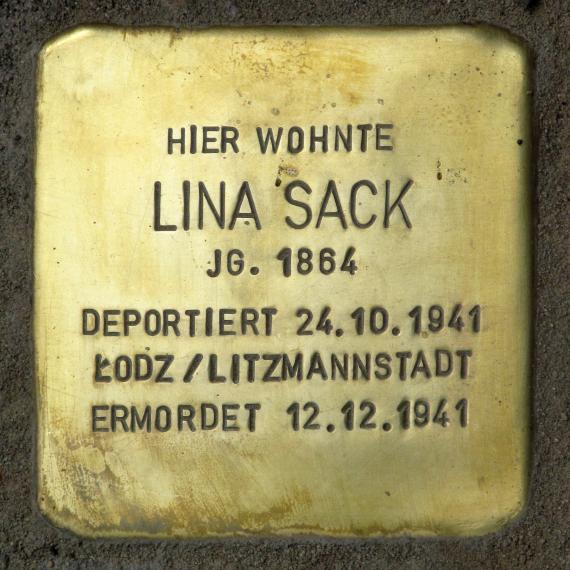 HIER WOHNTE
LINA SACK
JG. 1864
DEPORTIERT 24.10.1941
ŁODZ/LITZMANNSTADT
ERMORDET 12.12.1941